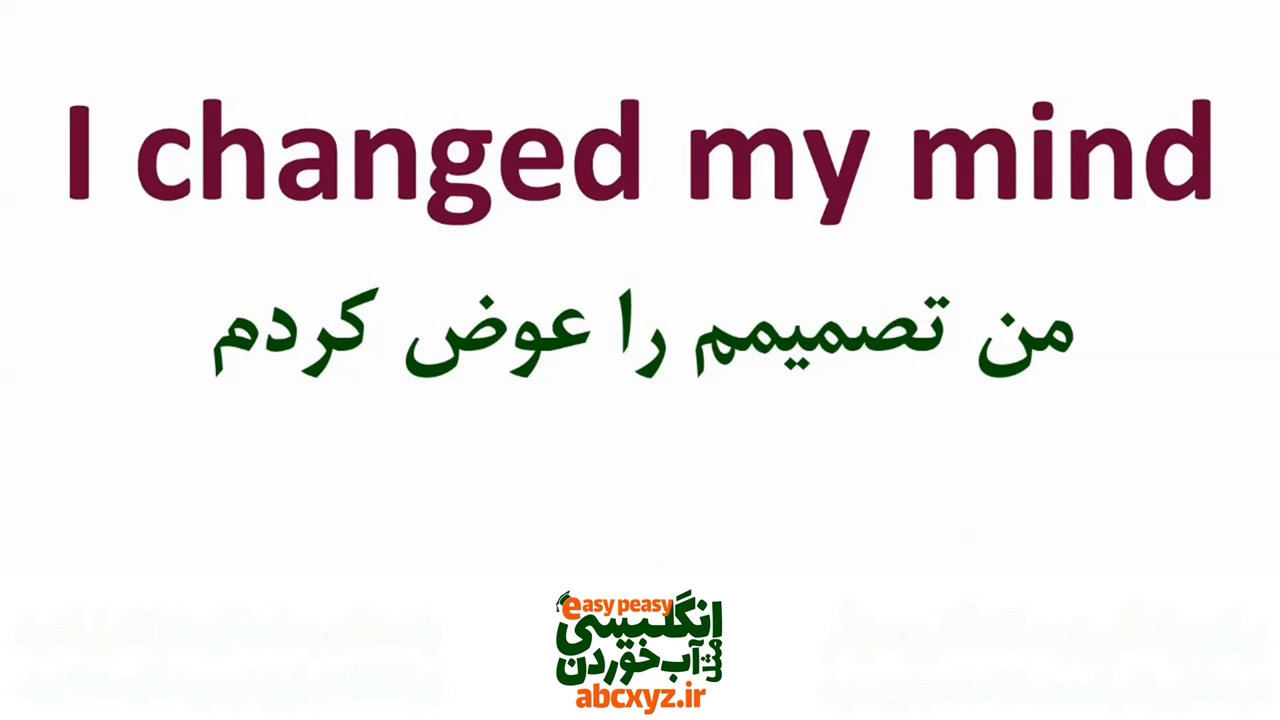 I changed my mind
من تصمیمم را عوض کردم
easy peasy
انگلیسی
مثل آب خوردن
abcxyz.ir